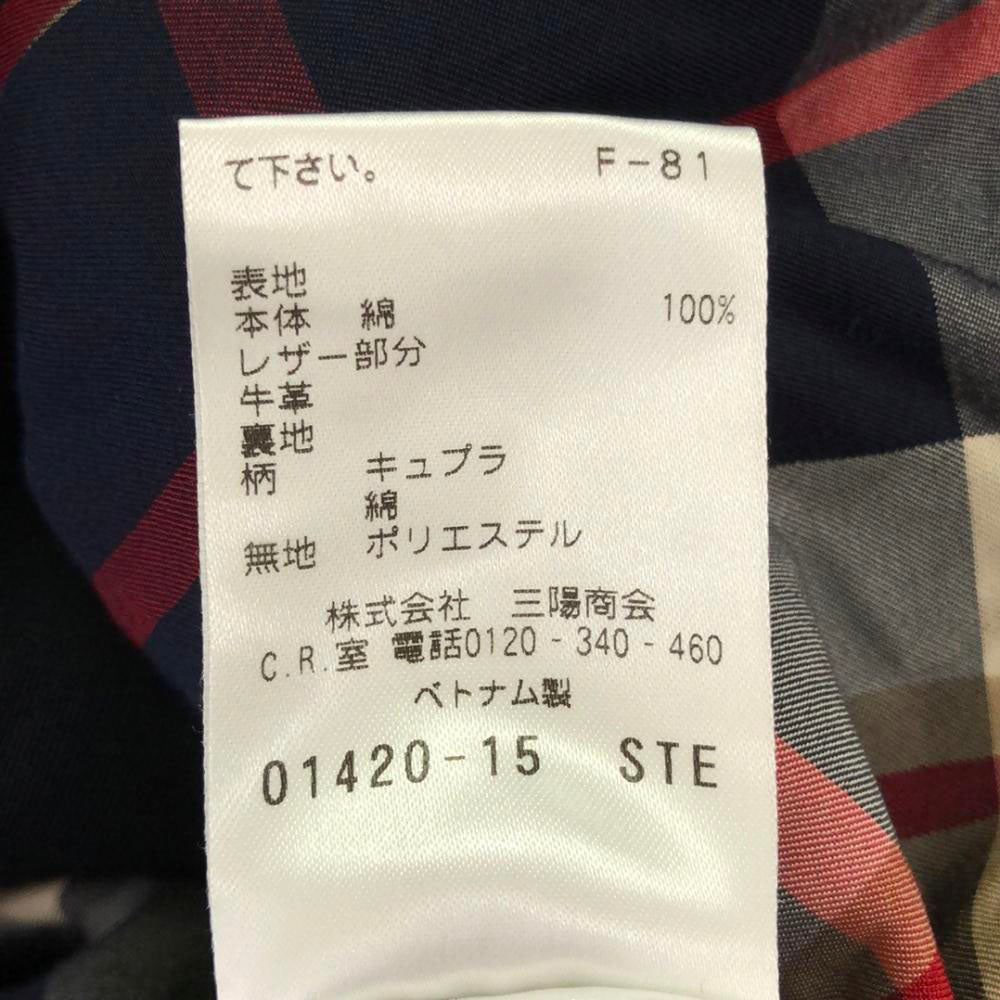 て下さい。 F-81
表地
本体 綿 100%
レザー部分
牛革
裏地
柄 キュプラ
綿
無地 ポリエステル
株式会社 三陽商会
C.R.室 電話0120-340-460
ベトナム製
01420-15 STE